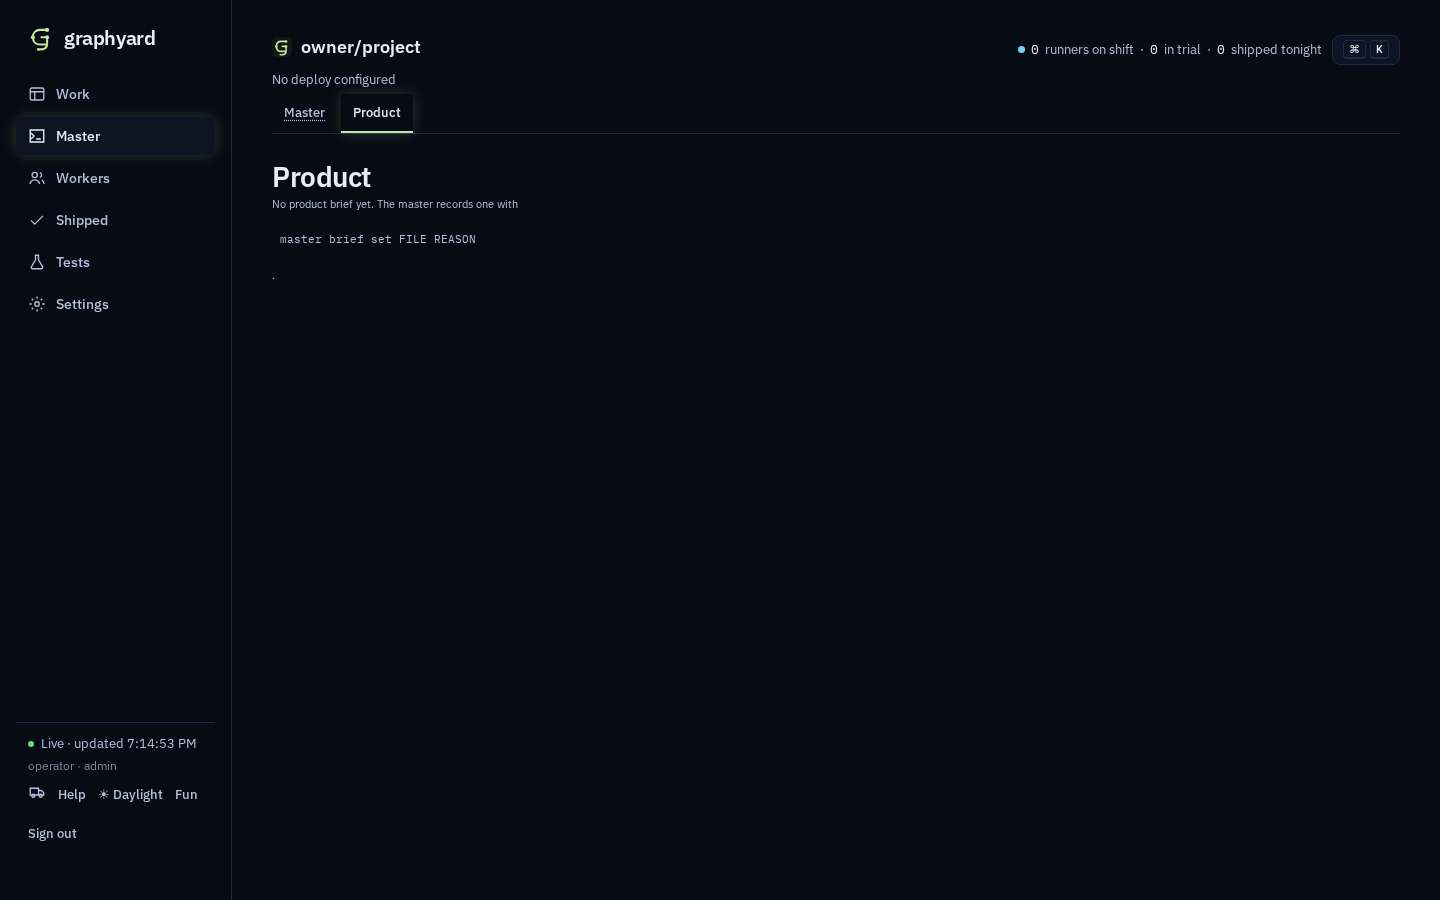 graphyard
Work
Master
Workers
Shipped
Tests
Settings
Live · updated 7:14:53 PM
operator · admin
Help ☀ Daylight Fun
Sign out
owner/project
0 runners on shift · 0 in trial · 0 shipped tonight ⌘ K
No deploy configured
Master Product
Product
No product brief yet. The master records one with
master brief set FILE REASON
.